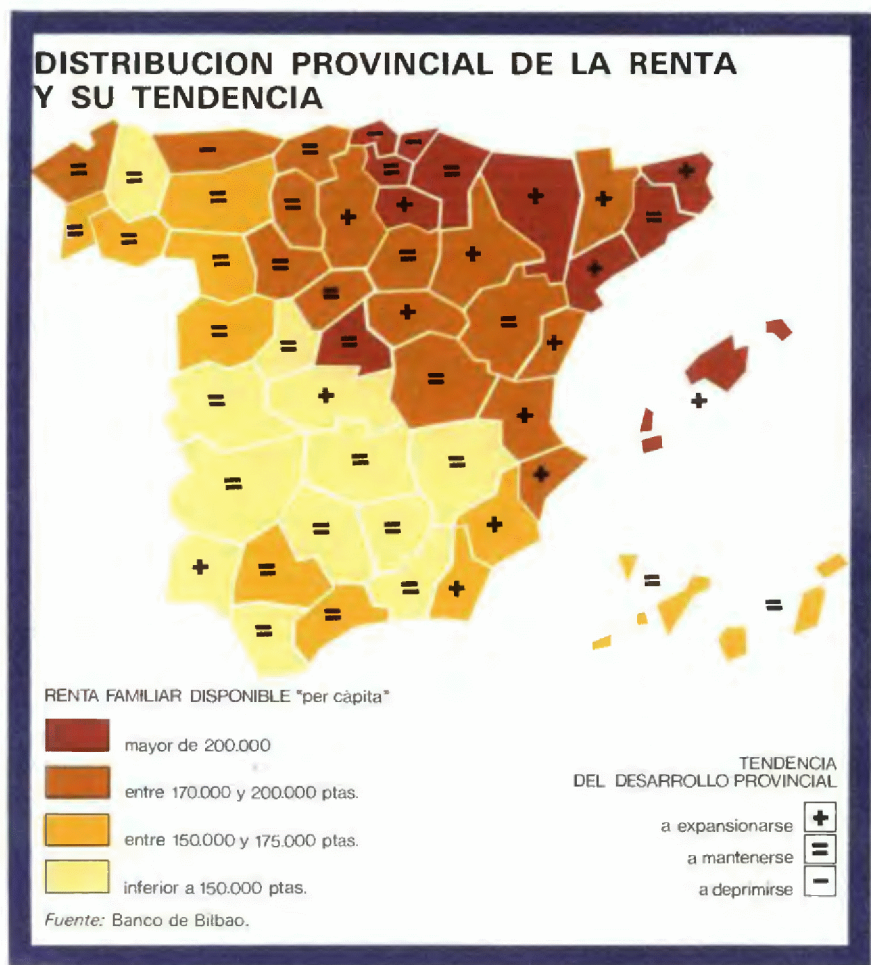 DISTRIBUCION PROVINCIAL DE LA RENTA
Y SU TENDENCIA
RENTA FAMILIAR DISPONIBLE "per cápita"
mayor de 200.000
entre 170.000 y 200.000 ptas.
entre 150.000 y 175.000 ptas.
inferior a 150.000 ptas.
Fuente: Banco de Bilbao.
TENDENCIA
DEL DESARROLLO PROVINCIAL
a expansionarse +
a mantenerse =
a deprimirse -